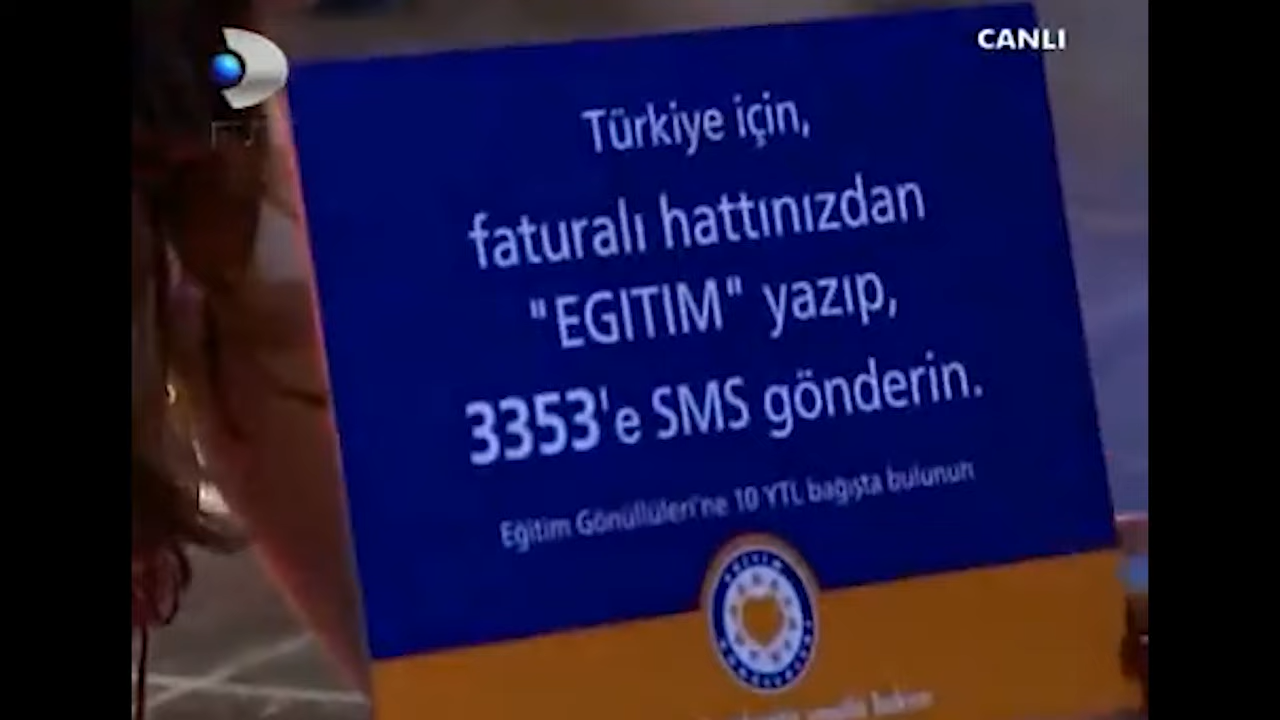 CANLI
Türkiye için,
faturalı hattınızdan
"EGITIM" yazıp,
3353'e SMS gönderin.
Eğitim Gönüllüleri'ne 10 YTL bağışta bulunun